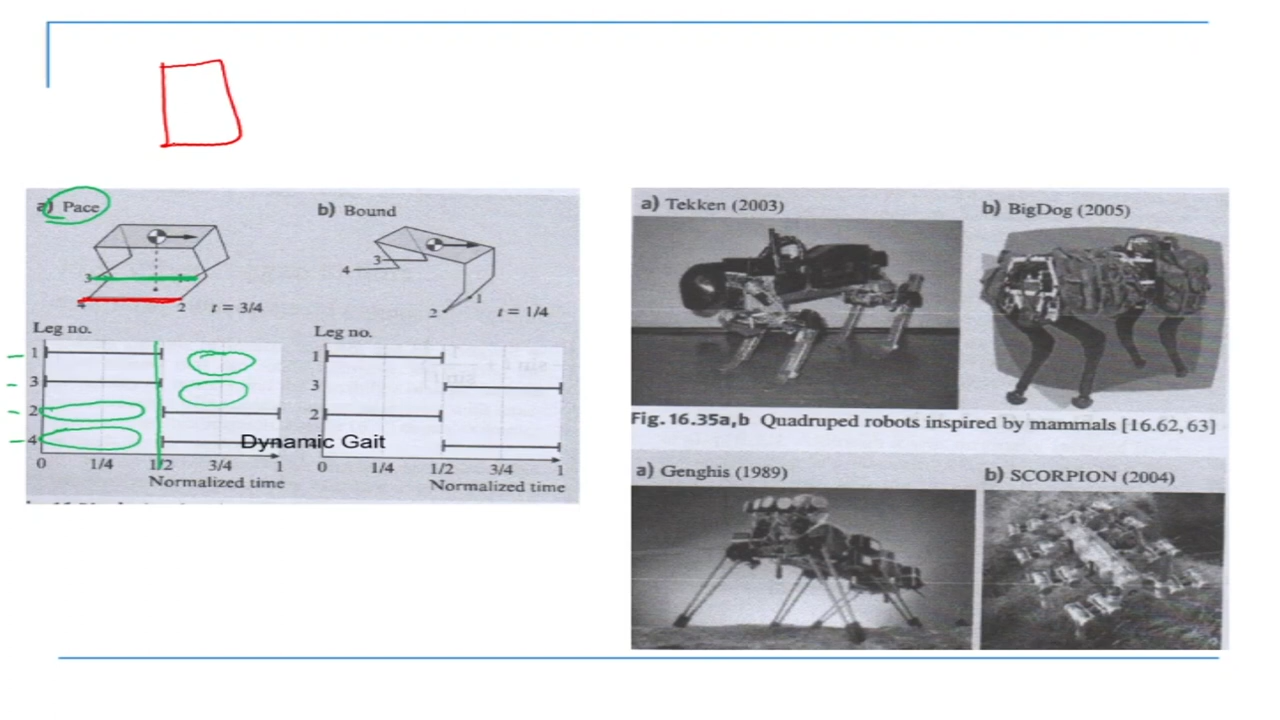 a) Pace
b) Bound
3
1
4
2
t = 3/4
3
4
1
2
t = 1/4
Leg no.
1
3
2
4
0 1/4 1/2 3/4 1
Normalized time
Leg no.
1
3
2
0 1/4 1/2 3/4 1
Normalized time
Dynamic Gait
a) Tekken (2003)
b) BigDog (2005)
Fig. 16.35a,b Quadruped robots inspired by mammals [16.62, 63]
a) Genghis (1989)
b) SCORPION (2004)